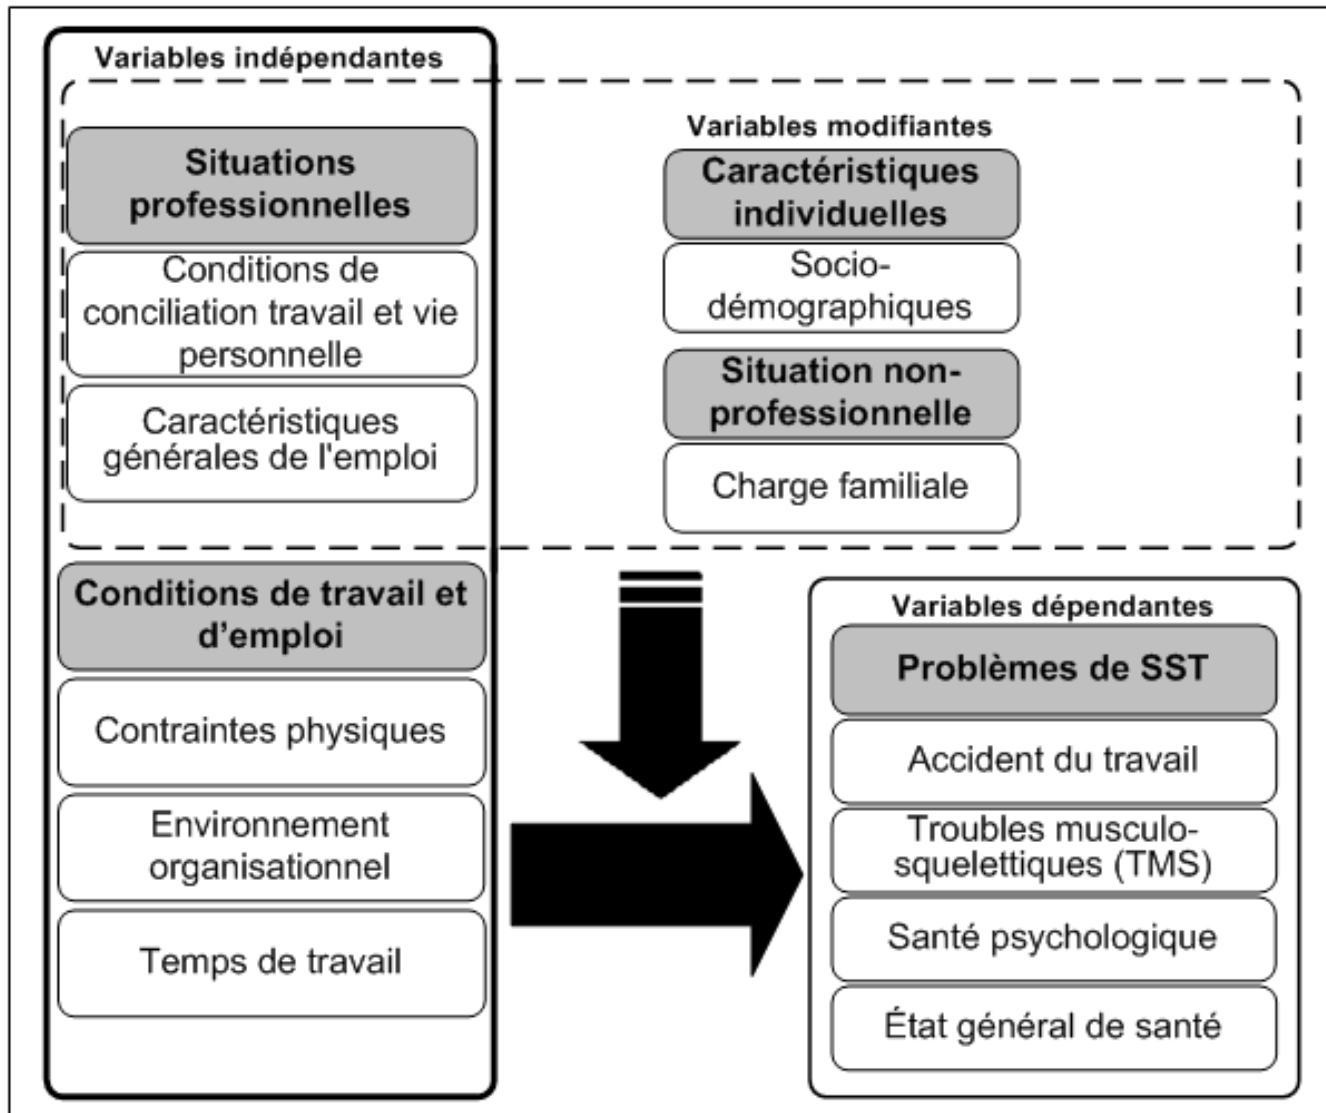 Variables indépendantes
Situations
professionnelles
Conditions de
conciliation travail et vie
personnelle
Caractéristiques
générales de l'emploi
Conditions de travail et
d’emploi
Contraintes physiques
Environnement
organisationnel
Temps de travail
Variables modifiantes
Caractéristiques
individuelles
Socio-
démographiques
Situation non-
professionnelle
Charge familiale
Variables dépendantes
Problèmes de SST
Accident du travail
Troubles musculo-
squelettiques (TMS)
Santé psychologique
État général de santé